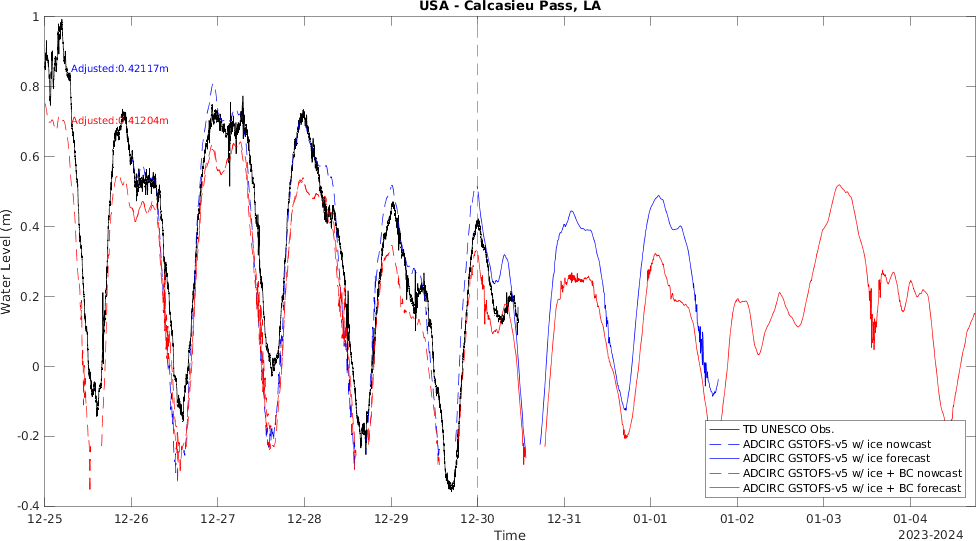 USA - Calcasieu Pass, LA
Water Level (m)
1
0.8
0.6
0.4
0.2
0
-0.2
-0.4
Adjusted:0.42117m
Adjusted:0.41204m
TD UNESCO Obs.
ADCIRC GSTOFS-v5 w/ ice nowcast
ADCIRC GSTOFS-v5 w/ ice forecast
ADCIRC GSTOFS-v5 w/ ice + BC nowcast
ADCIRC GSTOFS-v5 w/ ice + BC forecast
12-25 12-26 12-27 12-28 12-29 12-30 12-31 01-01 01-02 01-03 01-04
Time
2023-2024